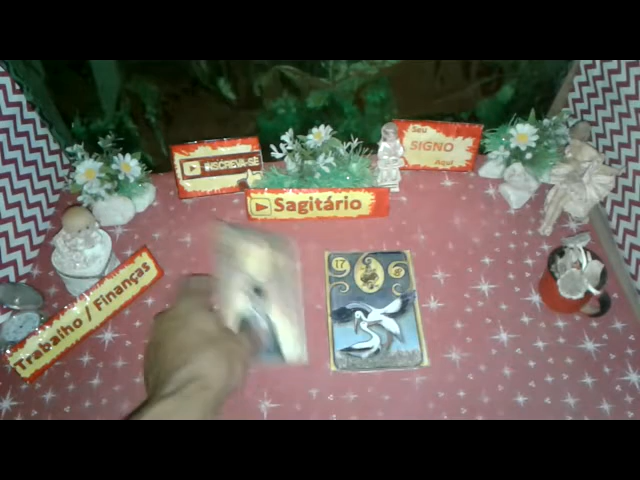 INSCREVA-SE
Seu
SIGNO
Aqui
Sagitário
Trabalho / Finanças
17